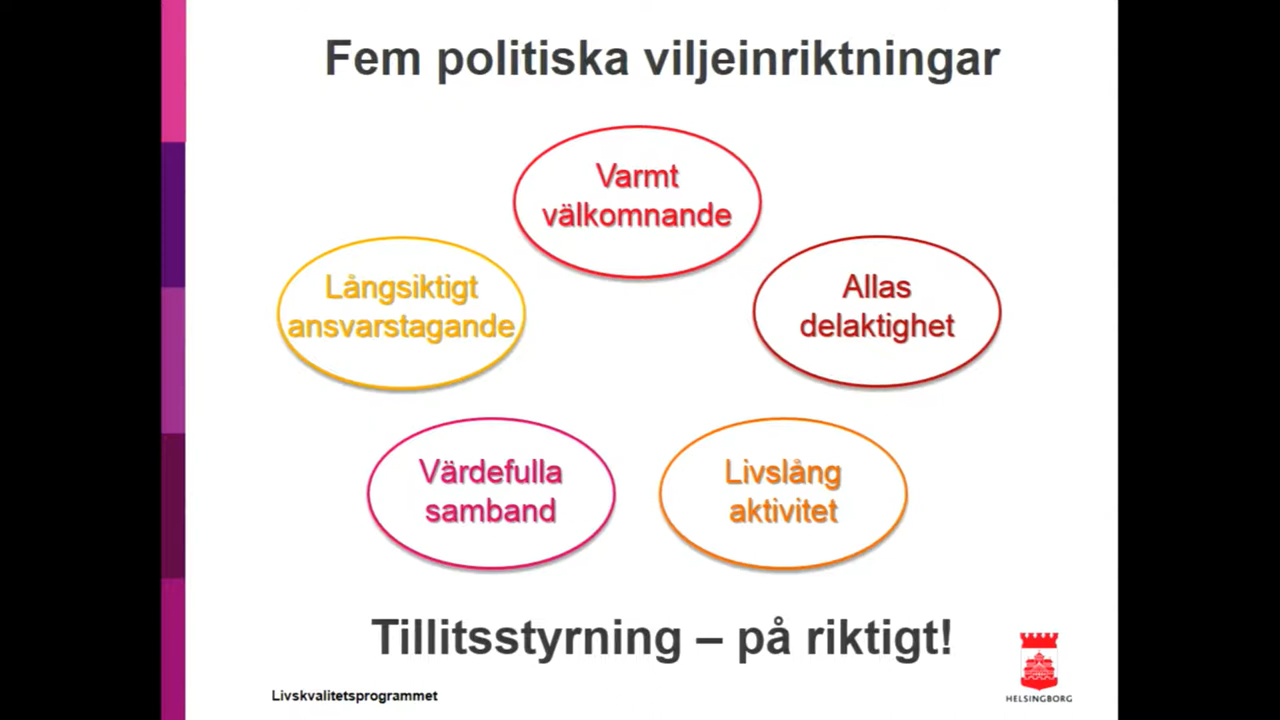 Fem politiska viljeinriktningar
Varmt
välkomnande
Långsiktigt
ansvarstagande
Allas
delaktighet
Värdefulla
samband
Livslång
aktivitet
Tillitsstyrning – på riktigt!
Livskvalitetsprogrammet
HELSINGBORG